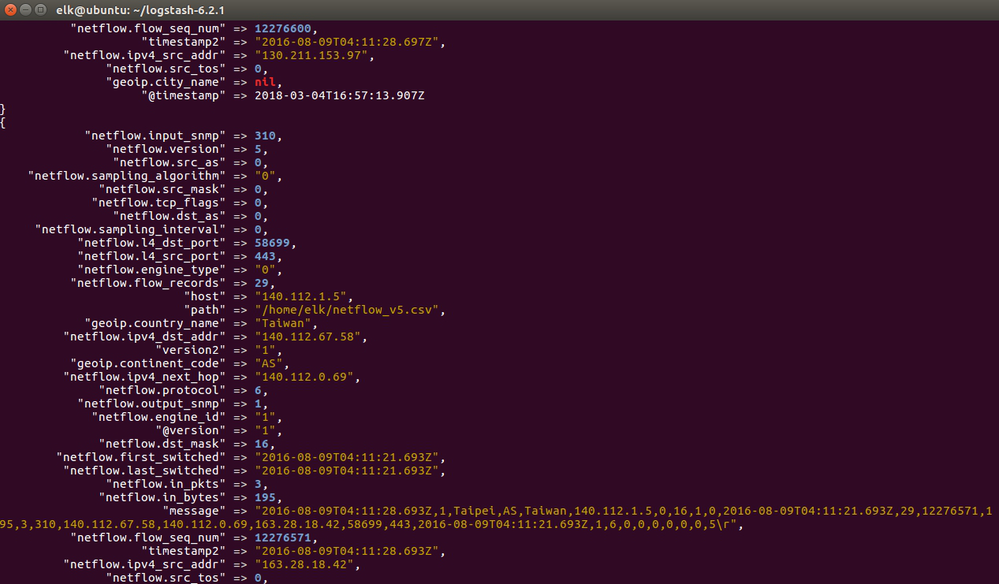 elk@ubuntu: ~/logstash-6.2.1
"netflow.flow_seq_num" => 12276600,
"timestamp2" => "2016-08-09T04:11:28.697Z",
"netflow.ipv4_src_addr" => "130.211.153.97",
"netflow.src_tos" => 0,
"geoip.city_name" => nil,
"@timestamp" => 2018-03-04T16:57:13.907Z
}
{
"netflow.input_snmp" => 310,
"netflow.version" => 5,
"netflow.src_as" => 0,
"netflow.sampling_algorithm" => "0",
"netflow.src_mask" => 0,
"netflow.tcp_flags" => 0,
"netflow.dst_as" => 0,
"netflow.sampling_interval" => 0,
"netflow.l4_dst_port" => 58699,
"netflow.l4_src_port" => 443,
"netflow.engine_type" => "0",
"netflow.flow_records" => 29,
"host" => "140.112.1.5",
"path" => "/home/elk/netflow_v5.csv",
"geoip.country_name" => "Taiwan",
"netflow.ipv4_dst_addr" => "140.112.67.58",
"version2" => "1",
"geoip.continent_code" => "AS",
"netflow.ipv4_next_hop" => "140.112.0.69",
"netflow.protocol" => 6,
"netflow.output_snmp" => 1,
"netflow.engine_id" => "1",
"@version" => "1",
"netflow.dst_mask" => 16,
"netflow.first_switched" => "2016-08-09T04:11:21.693Z",
"netflow.last_switched" => "2016-08-09T04:11:21.693Z",
"netflow.in_pkts" => 3,
"netflow.in_bytes" => 195,
"message" => "2016-08-09T04:11:28.693Z,1,Taipei,AS,Taiwan,140.112.1.5,0,16,1,0,2016-08-09T04:11:21.693Z,29,12276571,1
95,3,310,140.112.67.58,140.112.0.69,163.28.18.42,58699,443,2016-08-09T04:11:21.693Z,1,6,0,0,0,0,0,0,5\r",
"netflow.flow_seq_num" => 12276571,
"timestamp2" => "2016-08-09T04:11:28.693Z",
"netflow.ipv4_src_addr" => "163.28.18.42",
"netflow.src_tos" => 0,